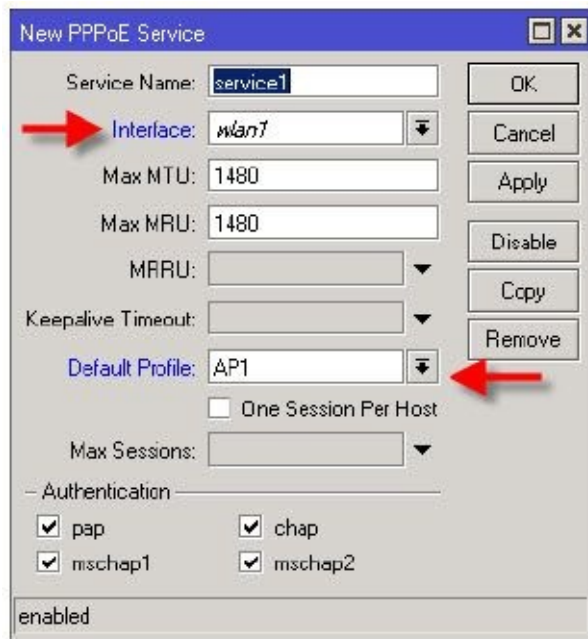 New PPPoE Service
Service Name: service1
OK
Interface: wlan1
Cancel
Max MTU: 1480
Apply
Max MRU: 1480
Disable
MRRU:
Copy
Keepalive Timeout:
Remove
Default Profile: AP1
One Session Per Host
Max Sessions:
Authentication
pap chap
mschap1 mschap2
enabled